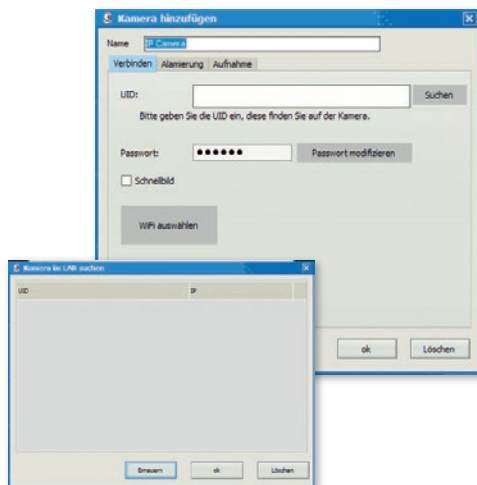 Kamera hinzufügen
Name IP Camera
Verbinden Alamierung Aufnahme
UID: Suchen
Bitte geben Sie die UID ein, diese finden Sie auf der Kamera.
Passwort: ●●●●●● Passwort modifizieren
Schnellbild
WiFi auswählen
ok Löschen
Kamera im LAN suchen
UID IP
Erneuern ok Löschen